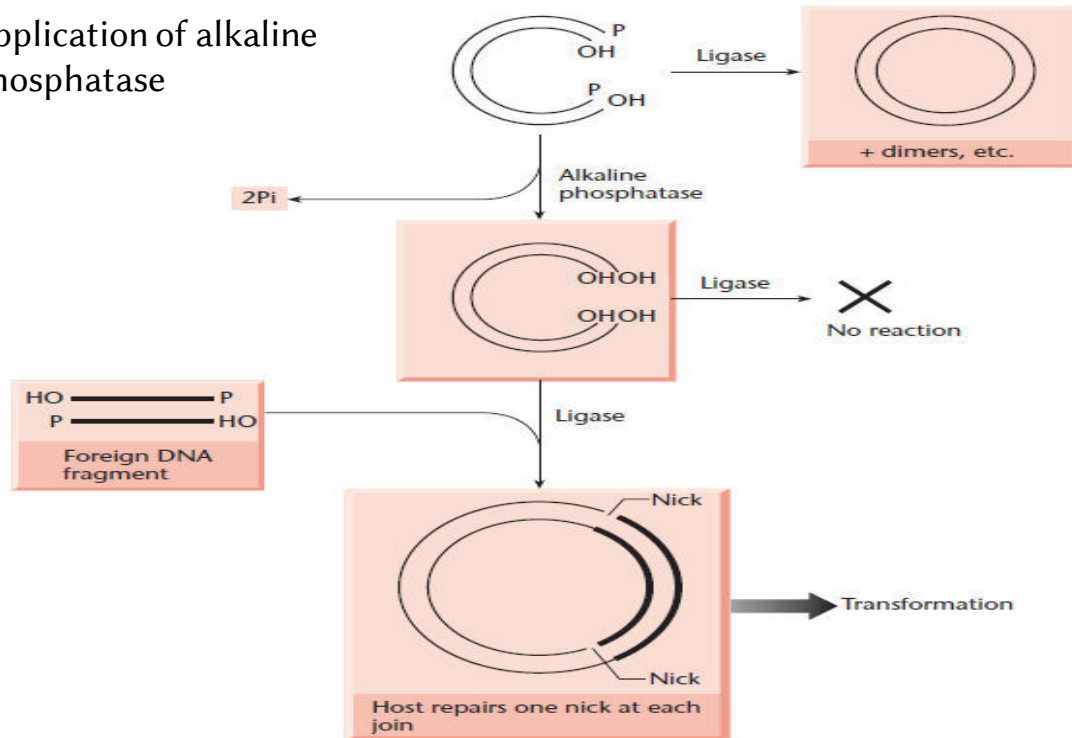 pplication of alkaline
hosphatase
P
OH
P
OH
Ligase
+ dimers, etc.
2Pi
Alkaline
phosphatase
OHOH
OHOH
Ligase
No reaction
HO P
P HO
Foreign DNA
fragment
Ligase
Nick
Nick
Transformation
Host repairs one nick at each
join